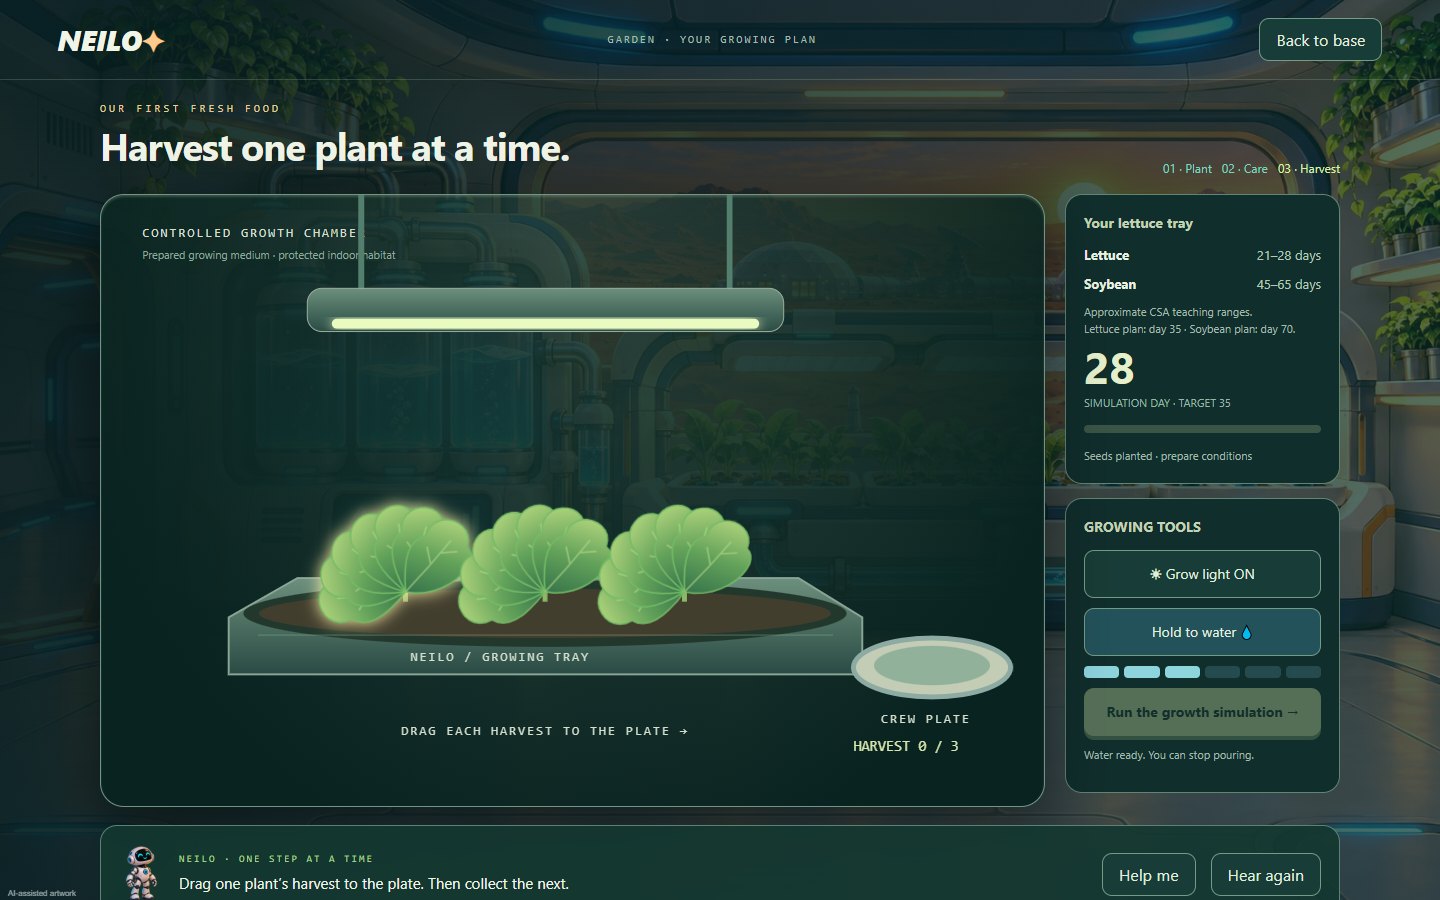 NEILO
GARDEN · YOUR GROWING PLAN
Back to base
OUR FIRST FRESH FOOD
Harvest one plant at a time.
01 · Plant 02 · Care 03 · Harvest
CONTROLLED GROWTH CHAMBER
Prepared growing medium · protected indoor habitat
Your lettuce tray
Lettuce 21–28 days
Soybean 45–65 days
Approximate CSA teaching ranges.
Lettuce plan: day 35 · Soybean plan: day 70.
28
SIMULATION DAY · TARGET 35
Seeds planted · prepare conditions
GROWING TOOLS
☀ Grow light ON
Hold to water 💧
Run the growth simulation →
Water ready. You can stop pouring.
NEILO / GROWING TRAY
CREW PLATE
DRAG EACH HARVEST TO THE PLATE →
HARVEST 0 / 3
NEILO · ONE STEP AT A TIME
Drag one plant’s harvest to the plate. Then collect the next.
Help me
Hear again
AI-assisted artwork